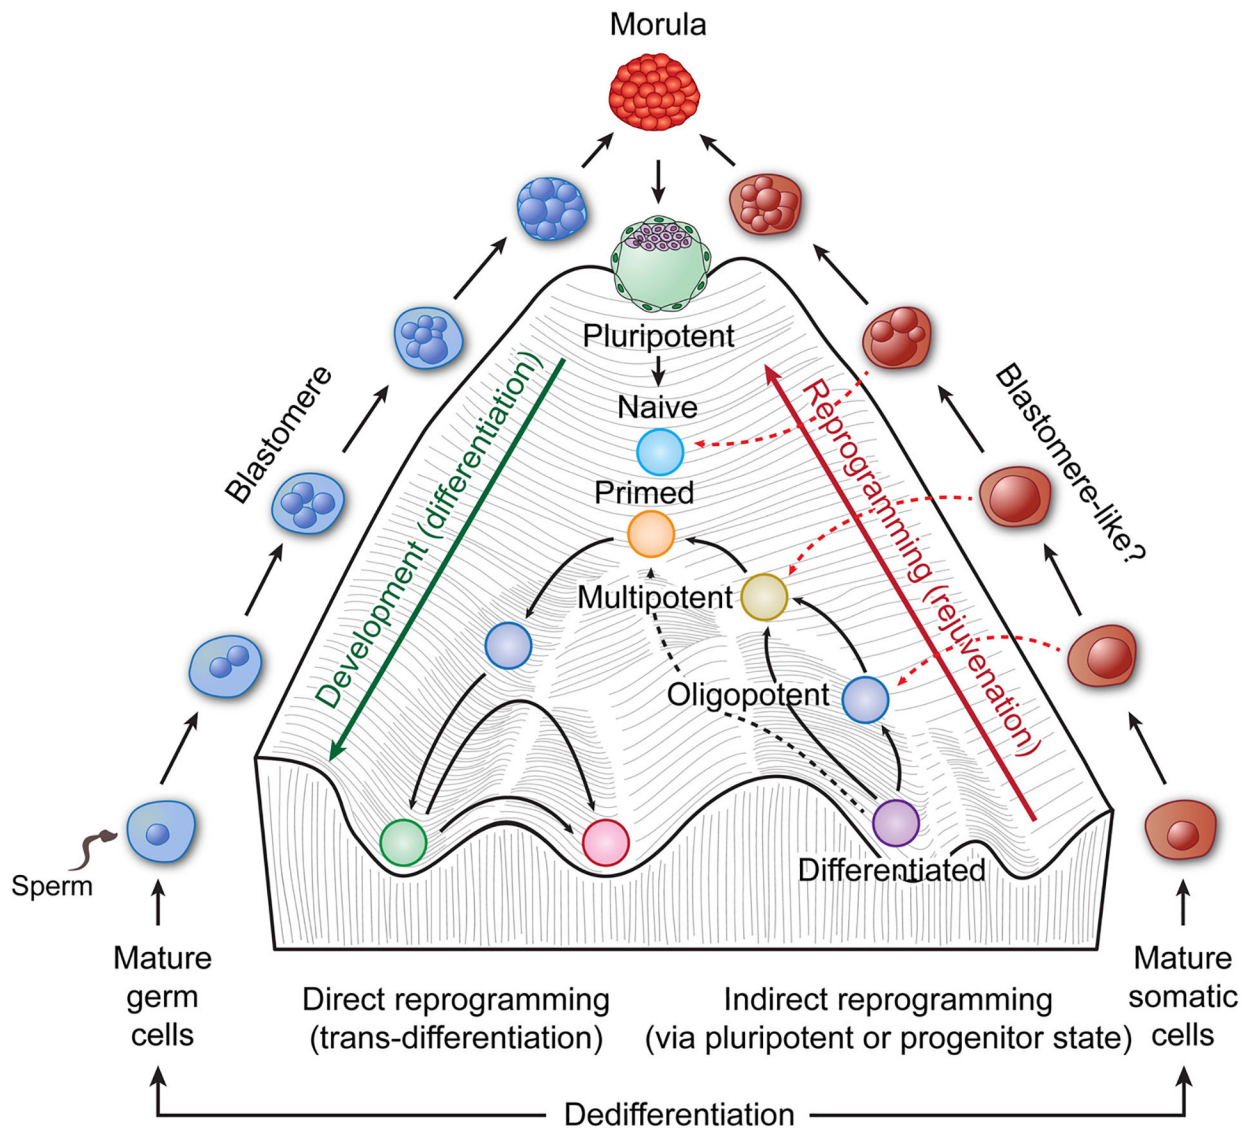 Morula
Pluripotent
Naive
Primed
Multipotent
Oligopotent
Differentiated
Blastomere
Development (differentiation)
Reprogramming (rejuvenation)
Blastomere-like?
Sperm
Mature
germ
cells
Direct reprogramming
(trans-differentiation)
Indirect reprogramming
(via pluripotent or progenitor state)
Mature
somatic
cells
Dedifferentiation